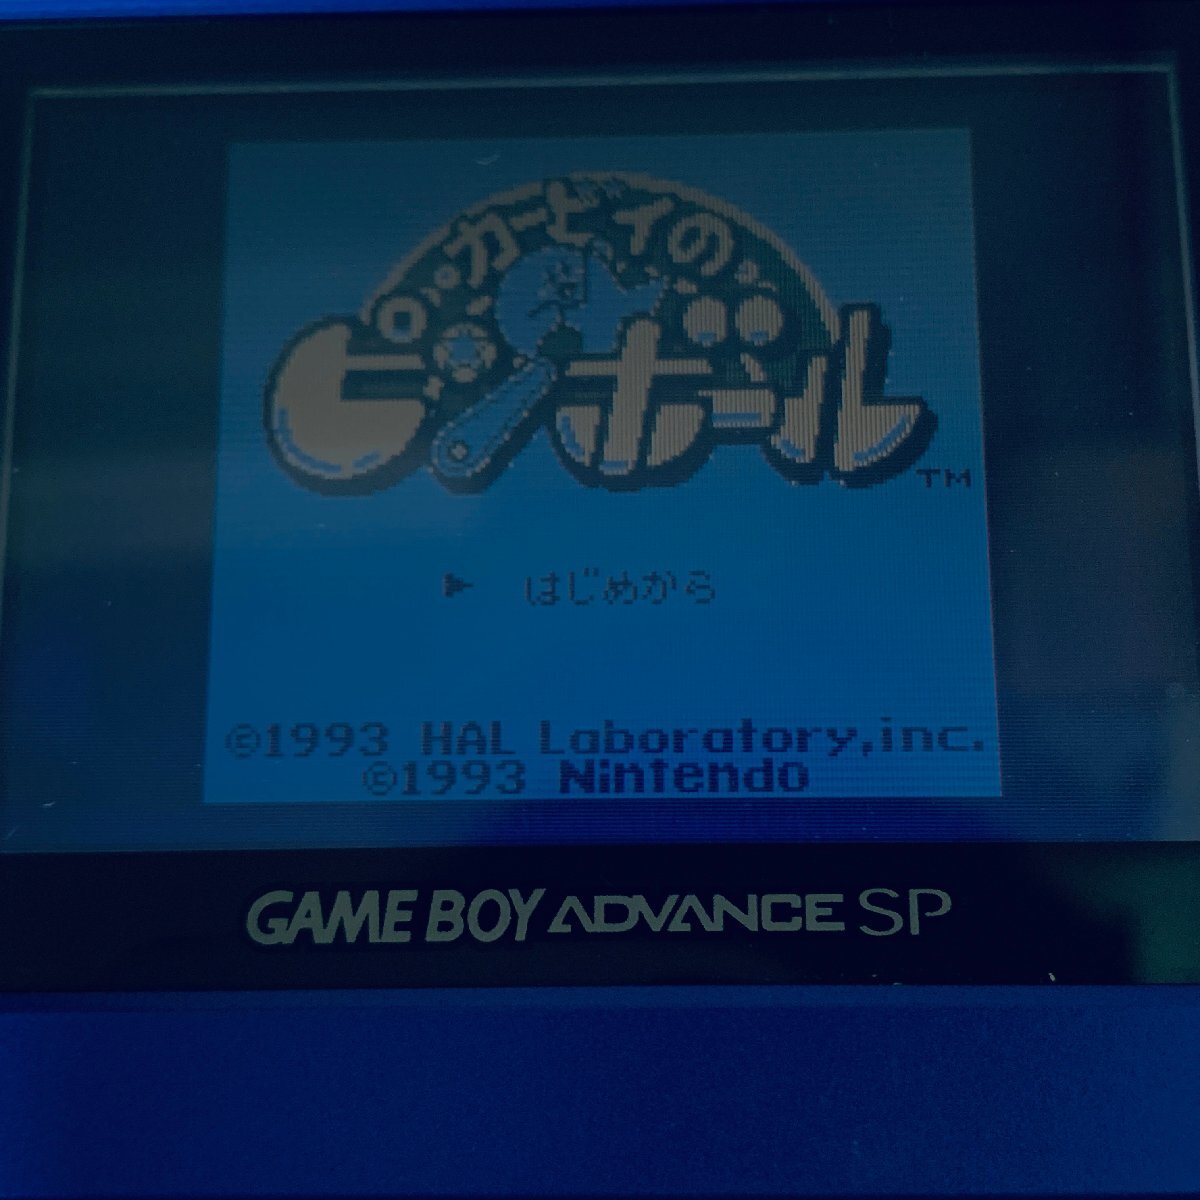 カービィの
ピンボール
TM
▶ はじめから
©1993 HAL Laboratory,inc.
©1993 Nintendo
GAME BOY ADVANCE SP